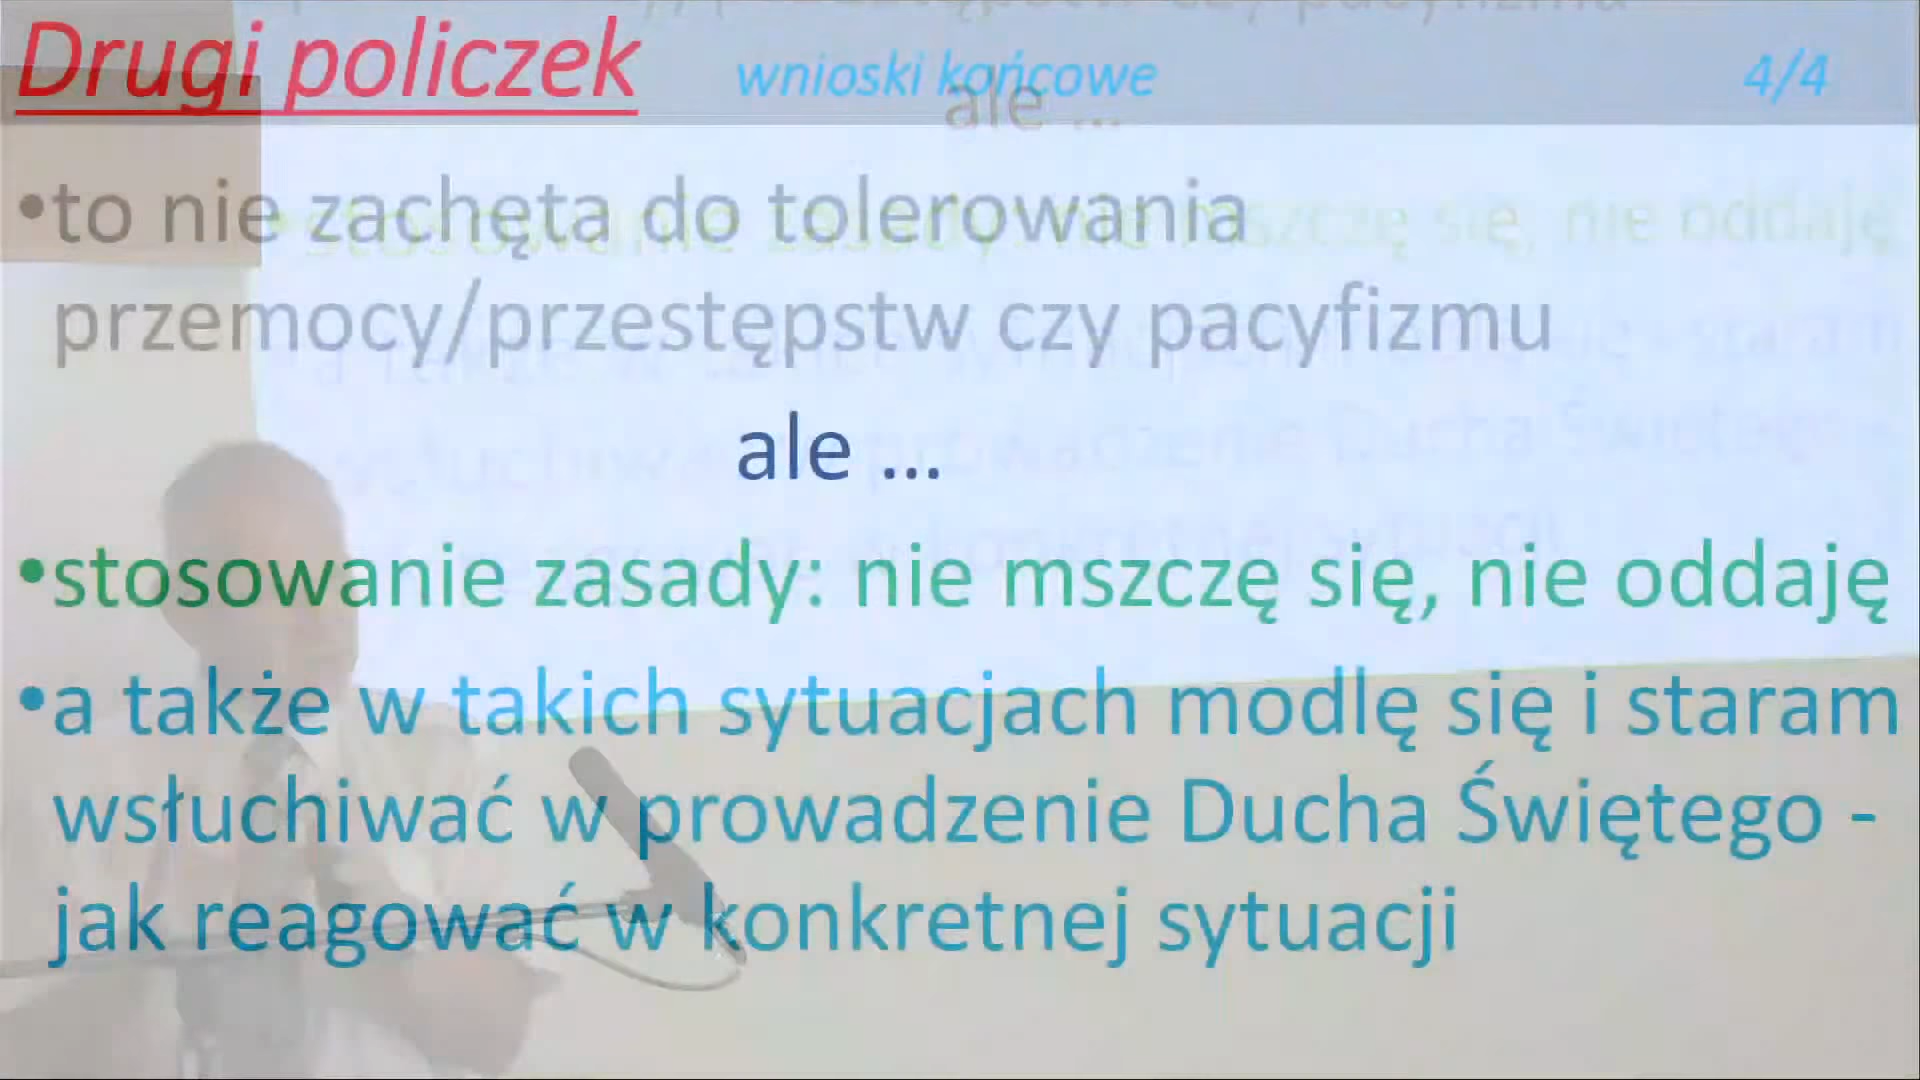 Drugi policzek wnioski końcowe 4/4
•to nie zachęta do tolerowania
przemocy/przestępstw czy pacyfizmu
ale ...
•stosowanie zasady: nie mszczę się, nie oddaję
•a także w takich sytuacjach modlę się i staram
wsłuchiwać w prowadzenie Ducha Świętego -
jak reagować w konkretnej sytuacji